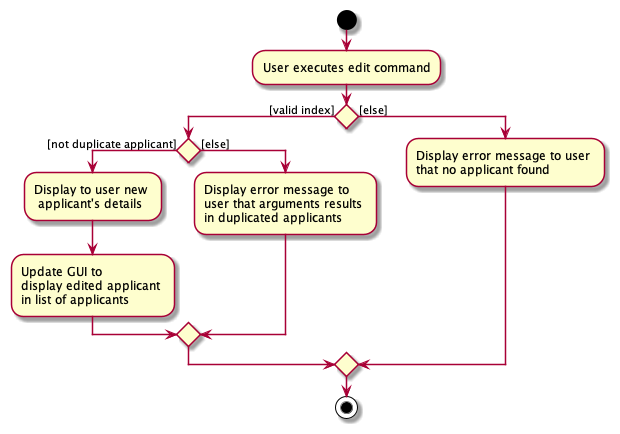 User executes edit command
[valid index]
[else]
[not duplicate applicant]
[else]
Display error message to user
that no applicant found
Display to user new
applicant's details
Display error message to
user that arguments results
in duplicated applicants
Update GUI to
display edited applicant
in list of applicants